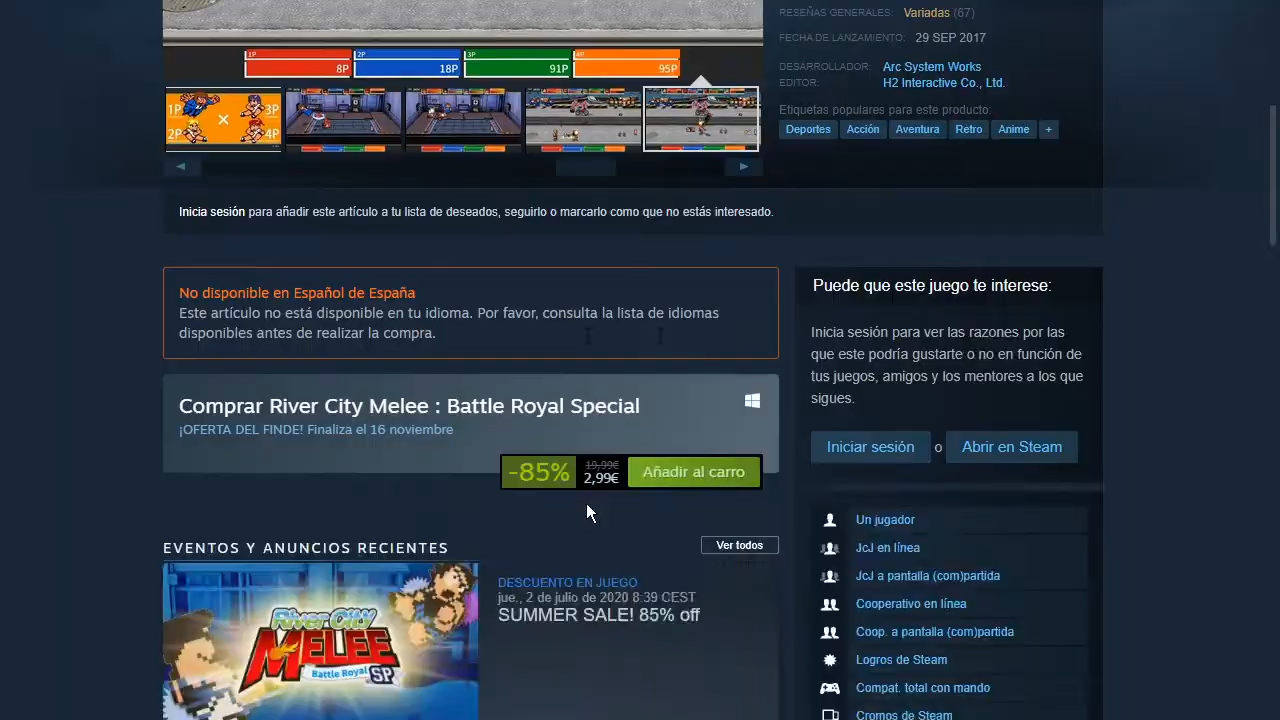 RESEÑAS GENERALES: Variadas (67)
FECHA DE LANZAMIENTO: 29 SEP 2017
DESARROLLADOR: Arc System Works
EDITOR: H2 Interactive Co., Ltd.
Etiquetas populares para este producto:
Deportes Acción Aventura Retro Anime +
1P 2P 3P 4P
8P 18P 91P 95P
1P 3P
2P 4P
Inicia sesión para añadir este artículo a tu lista de deseados, seguirlo o marcarlo como que no estás interesado.
No disponible en Español de España
Este artículo no está disponible en tu idioma. Por favor, consulta la lista de idiomas
disponibles antes de realizar la compra.
Comprar River City Melee : Battle Royal Special
¡OFERTA DEL FINDE! Finaliza el 16 noviembre
-85% 19,99€ 2,99€ Añadir al carro
EVENTOS Y ANUNCIOS RECIENTES
Ver todos
River City
MELEE
Battle Royal SP
DESCUENTO EN JUEGO
jue., 2 de julio de 2020 8:39 CEST
SUMMER SALE! 85% off
Puede que este juego te interese:
Inicia sesión para ver las razones por las
que este podría gustarte o no en función de
tus juegos, amigos y los mentores a los que
sigues.
Iniciar sesión o Abrir en Steam
Un jugador
JcJ en línea
JcJ a pantalla (com)partida
Cooperativo en línea
Coop. a pantalla (com)partida
Logros de Steam
Compat. total con mando
Cromos de Steam